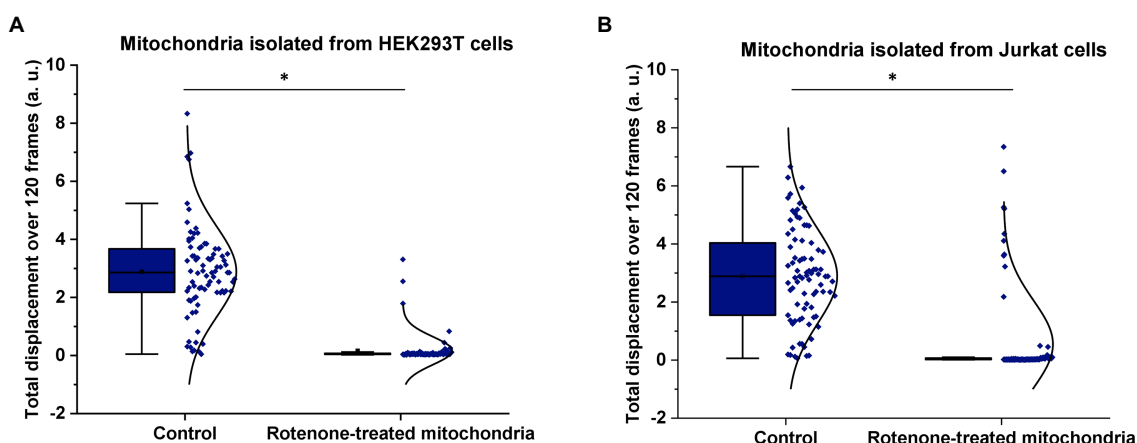 A
Mitochondria isolated from HEK293T cells
Total displacement over 120 frames (a. u.)
10
8
6
4
2
0
-2
*
Control
Rotenone-treated mitochondria
B
Mitochondria isolated from Jurkat cells
Total displacement over 120 frames (a. u.)
10
8
6
4
2
0
-2
*
Control
Rotenone-treated mitochondria